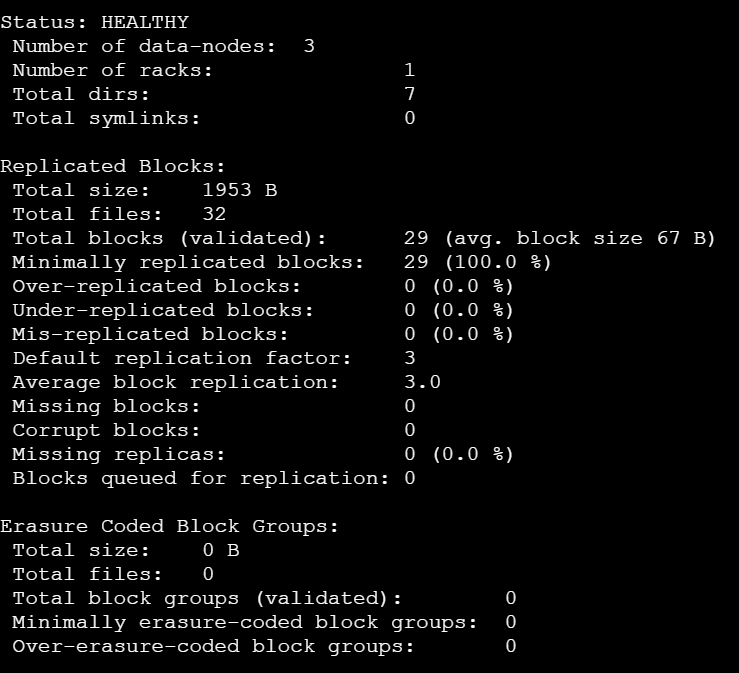 Status: HEALTHY
Number of data-nodes: 3
Number of racks: 1
Total dirs: 7
Total symlinks: 0
Replicated Blocks:
Total size: 1953 B
Total files: 32
Total blocks (validated): 29 (avg. block size 67 B)
Minimally replicated blocks: 29 (100.0 %)
Over-replicated blocks: 0 (0.0 %)
Under-replicated blocks: 0 (0.0 %)
Mis-replicated blocks: 0 (0.0 %)
Default replication factor: 3
Average block replication: 3.0
Missing blocks: 0
Corrupt blocks: 0
Missing replicas: 0 (0.0 %)
Blocks queued for replication: 0
Erasure Coded Block Groups:
Total size: 0 B
Total files: 0
Total block groups (validated): 0
Minimally erasure-coded block groups: 0
Over-erasure-coded block groups: 0